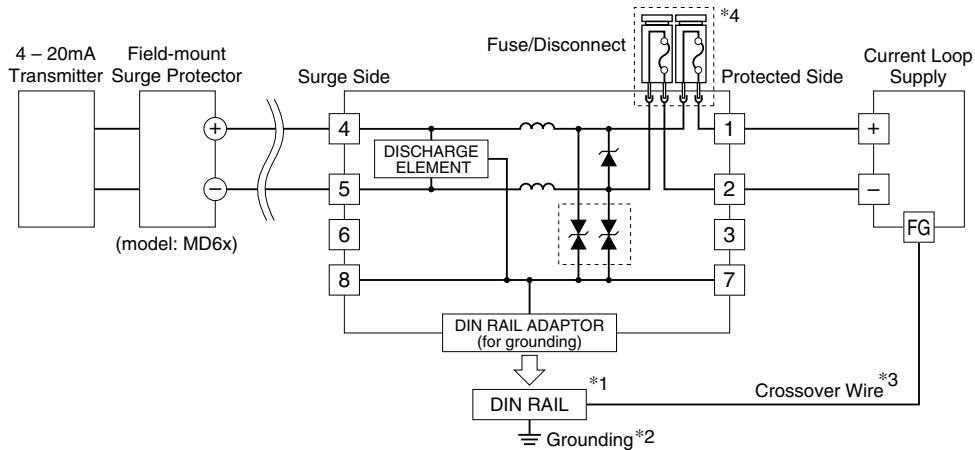 *4
4 – 20mA
Transmitter
Field-mount
Surge Protector
Fuse/Disconnect
Surge Side
Protected Side
Current Loop
Supply
+
4
1
+
DISCHARGE
ELEMENT
–
5
2
–
6
3
FG
(model: MD6x)
8
7
DIN RAIL ADAPTOR
(for grounding)
*1
DIN RAIL
Crossover Wire*3
Grounding*2